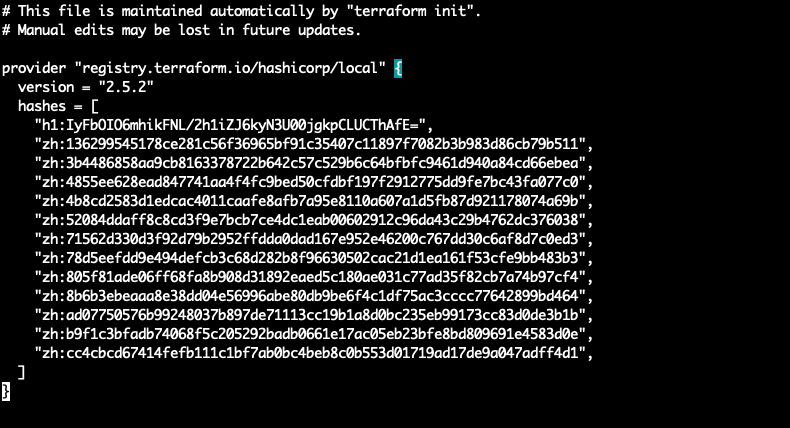 # This file is maintained automatically by "terraform init".
# Manual edits may be lost in future updates.

provider "registry.terraform.io/hashicorp/local" {
  version = "2.5.2"
  hashes = [
    "h1:IyFbOIO6mhikFNL/2h1iZJ6kyN3U00jgkpCLUCThAfE=",
    "zh:136299545178ce281c56f36965bf91c35407c11897f7082b3b983d86cb79b511",
    "zh:3b4486858aa9cb8163378722b642c57c529b6c64bfbfc9461d940a84cd66ebea",
    "zh:4855ee628ead847741aa4f4fc9bed50cfdbf197f2912775dd9fe7bc43fa077c0",
    "zh:4b8cd2583d1edcac4011caafe8afb7a95e8110a607a1d5fb87d921178074a69b",
    "zh:52084ddaff8c8cd3f9e7bcb7ce4dc1eab00602912c96da43c29b4762dc376038",
    "zh:71562d330d3f92d79b2952ffdda0dad167e952e46200c767dd30c6af8d7c0ed3",
    "zh:78d5eefdd9e494defcb3c68d282b8f96630502cac21d1ea161f53cfe9bb483b3",
    "zh:805f81ade06ff68fa8b908d31892eaed5c180ae031c77ad35f82cb7a74b97cf4",
    "zh:8b6b3ebeaaa8e38dd04e56996abe80db9be6f4c1df75ac3cccc77642899bd464",
    "zh:ad07750576b99248037b897de71113cc19b1a8d0bc235eb99173cc83d0de3b1b",
    "zh:b9f1c3bfadb74068f5c205292badb0661e17ac05eb23bfe8bd809691e4583d0e",
    "zh:cc4cbcd67414fefb111c1bf7ab0bc4beb8c0b553d01719ad17de9a047adff4d1",
  ]
}